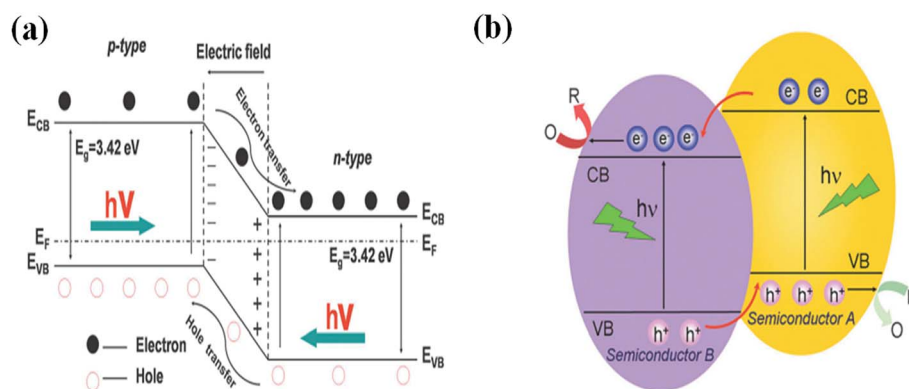 (a)
p-type
Electric field
E_CB
E_g=3.42 eV
Electron transfer
n-type
hV
E_CB
E_F
E_F
E_g=3.42 eV
E_VB
hV
Hole transfer
Electron
Hole
E_VB
(b)
R
O
e⁻ e⁻ e⁻
e⁻ e⁻
CB
CB
hν
hν
VB
h⁺ h⁺ h⁺
Semiconductor A
O
VB
h⁺ h⁺
Semiconductor B